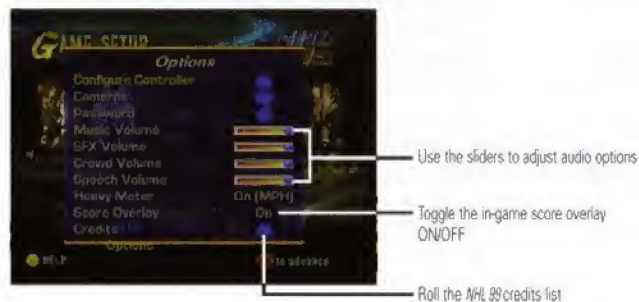 GAME SETUP
Options
Configure Controller
Cameras
Password
Music Volume
SFX Volume
Crowd Volume
Speech Volume
Heavy Meter On (MPH)
Score Overlay On
Credits
Options
HELP
to advance
Use the sliders to adjust audio options
Toggle the in-game score overlay
ON/OFF
Roll the NHL 99 credits list